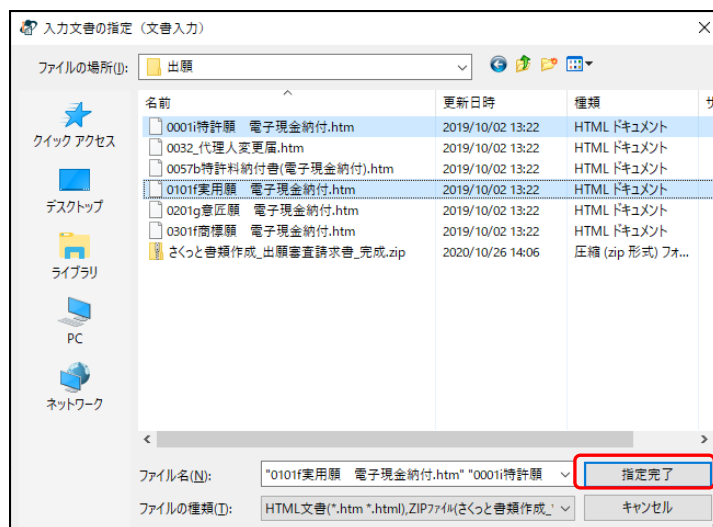 入力文書の指定（文書入力）
ファイルの場所(I): 出願
クイック アクセス
デスクトップ
ライブラリ
PC
ネットワーク
名前 更新日時 種類 サ
0001i特許願　電子現金納付.htm 2019/10/02 13:22 HTML ドキュメント
0032_代理人変更届.htm 2019/10/02 13:22 HTML ドキュメント
0057b特許料納付書(電子現金納付).htm 2019/10/02 13:22 HTML ドキュメント
0101f実用願　電子現金納付.htm 2019/10/02 13:22 HTML ドキュメント
0201g意匠願　電子現金納付.htm 2019/10/02 13:22 HTML ドキュメント
0301f商標願　電子現金納付.htm 2019/10/02 13:22 HTML ドキュメント
さくっと書類作成_出願審査請求書_完成.zip 2020/10/26 14:06 圧縮 (zip 形式) フォ...
ファイル名(N): "0101f実用願　電子現金納付.htm" "0001i特許願 指定完了
ファイルの種類(T): HTML文書(*.htm *.html),ZIPファイル(さくっと書類作成_ キャンセル